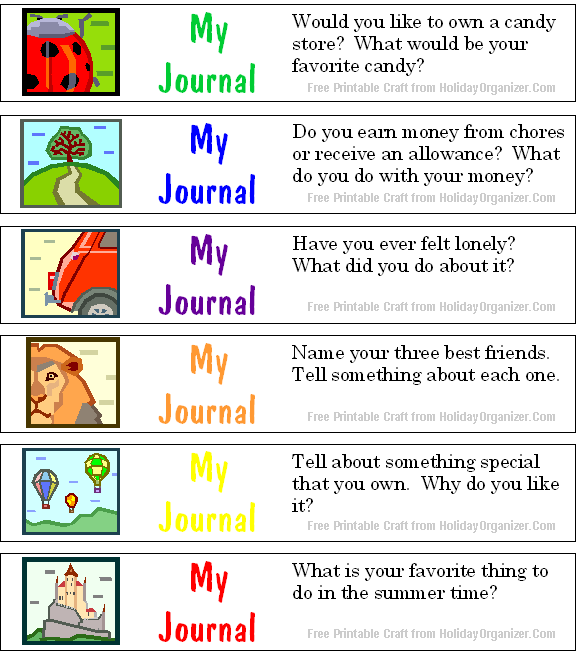 My
Journal
Would you like to own a candy
store?  What would be your
favorite candy?
Free Printable Craft from HolidayOrganizer.Com
My
Journal
Do you earn money from chores
or receive an allowance?  What
do you do with your money?
Free Printable Craft from HolidayOrganizer.Com
My
Journal
Have you ever felt lonely?
What did you do about it?
Free Printable Craft from HolidayOrganizer.Com
My
Journal
Name your three best friends.
Tell something about each one.
Free Printable Craft from HolidayOrganizer.Com
My
Journal
Tell about something special
that you own.  Why do you like
it?
Free Printable Craft from HolidayOrganizer.Com
My
Journal
What is your favorite thing to
do in the summer time?
Free Printable Craft from HolidayOrganizer.Com